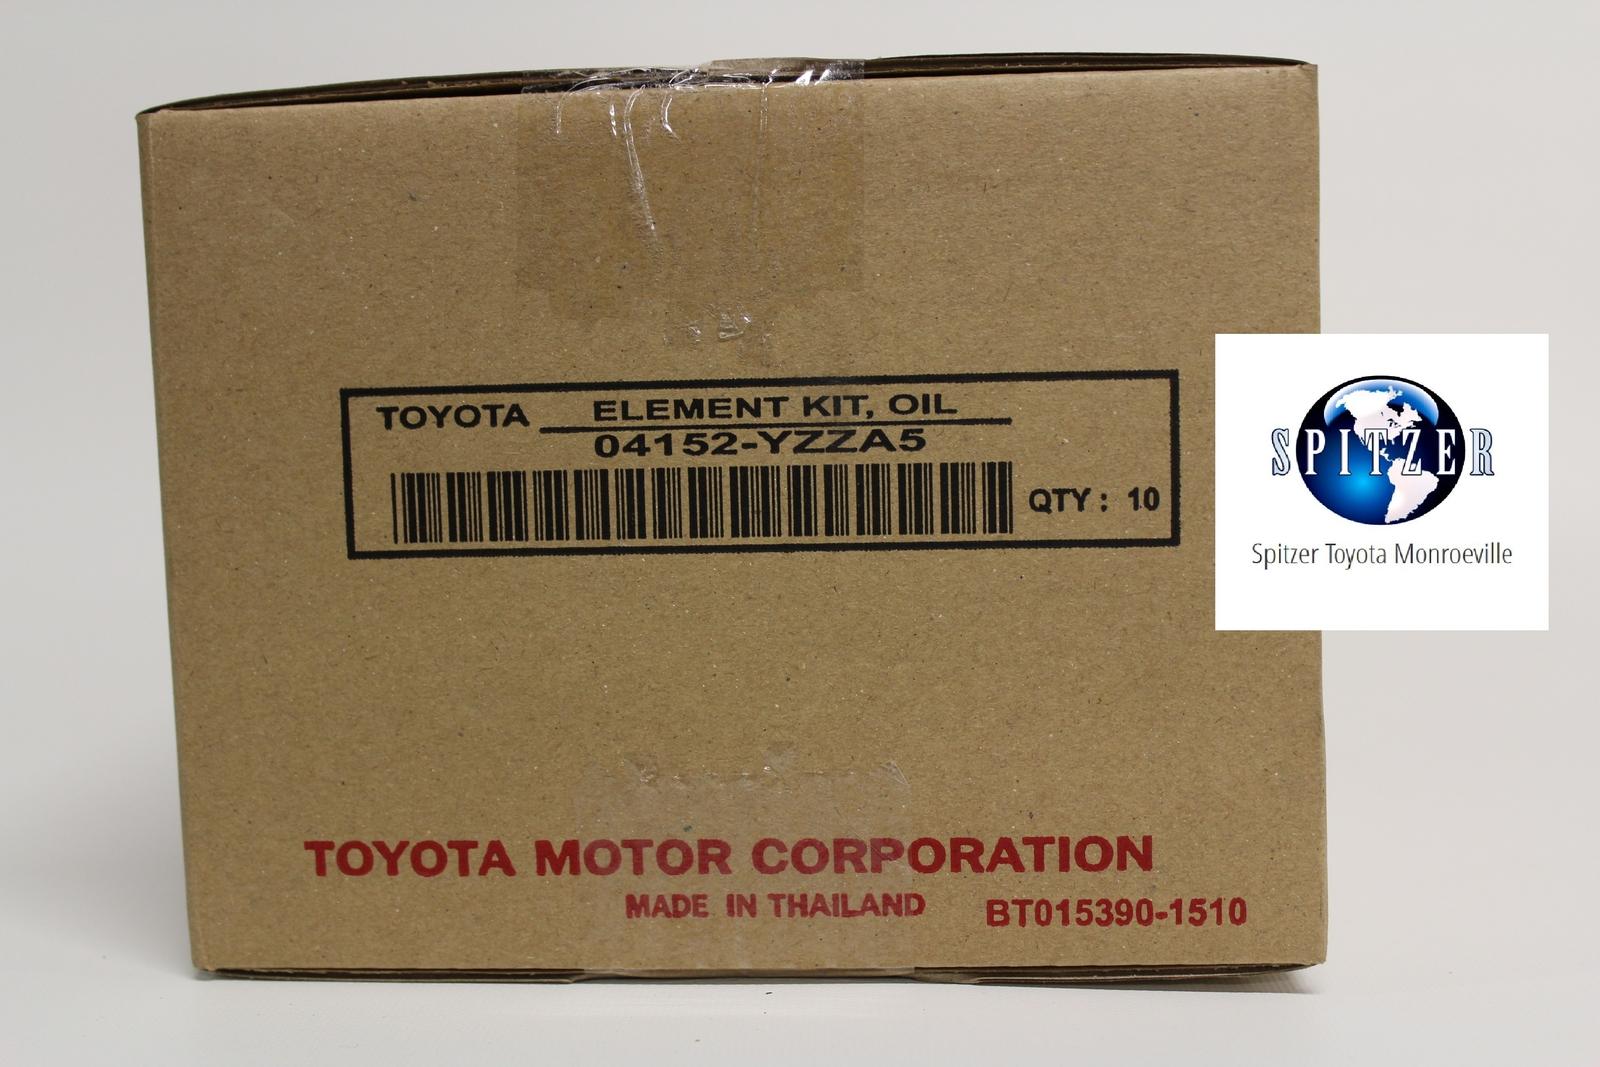 TOYOTA ELEMENT KIT, OIL
04152-YZZA5
QTY : 10
SPITZER
Spitzer Toyota Monroeville
TOYOTA MOTOR CORPORATION
MADE IN THAILAND BT015390-1510